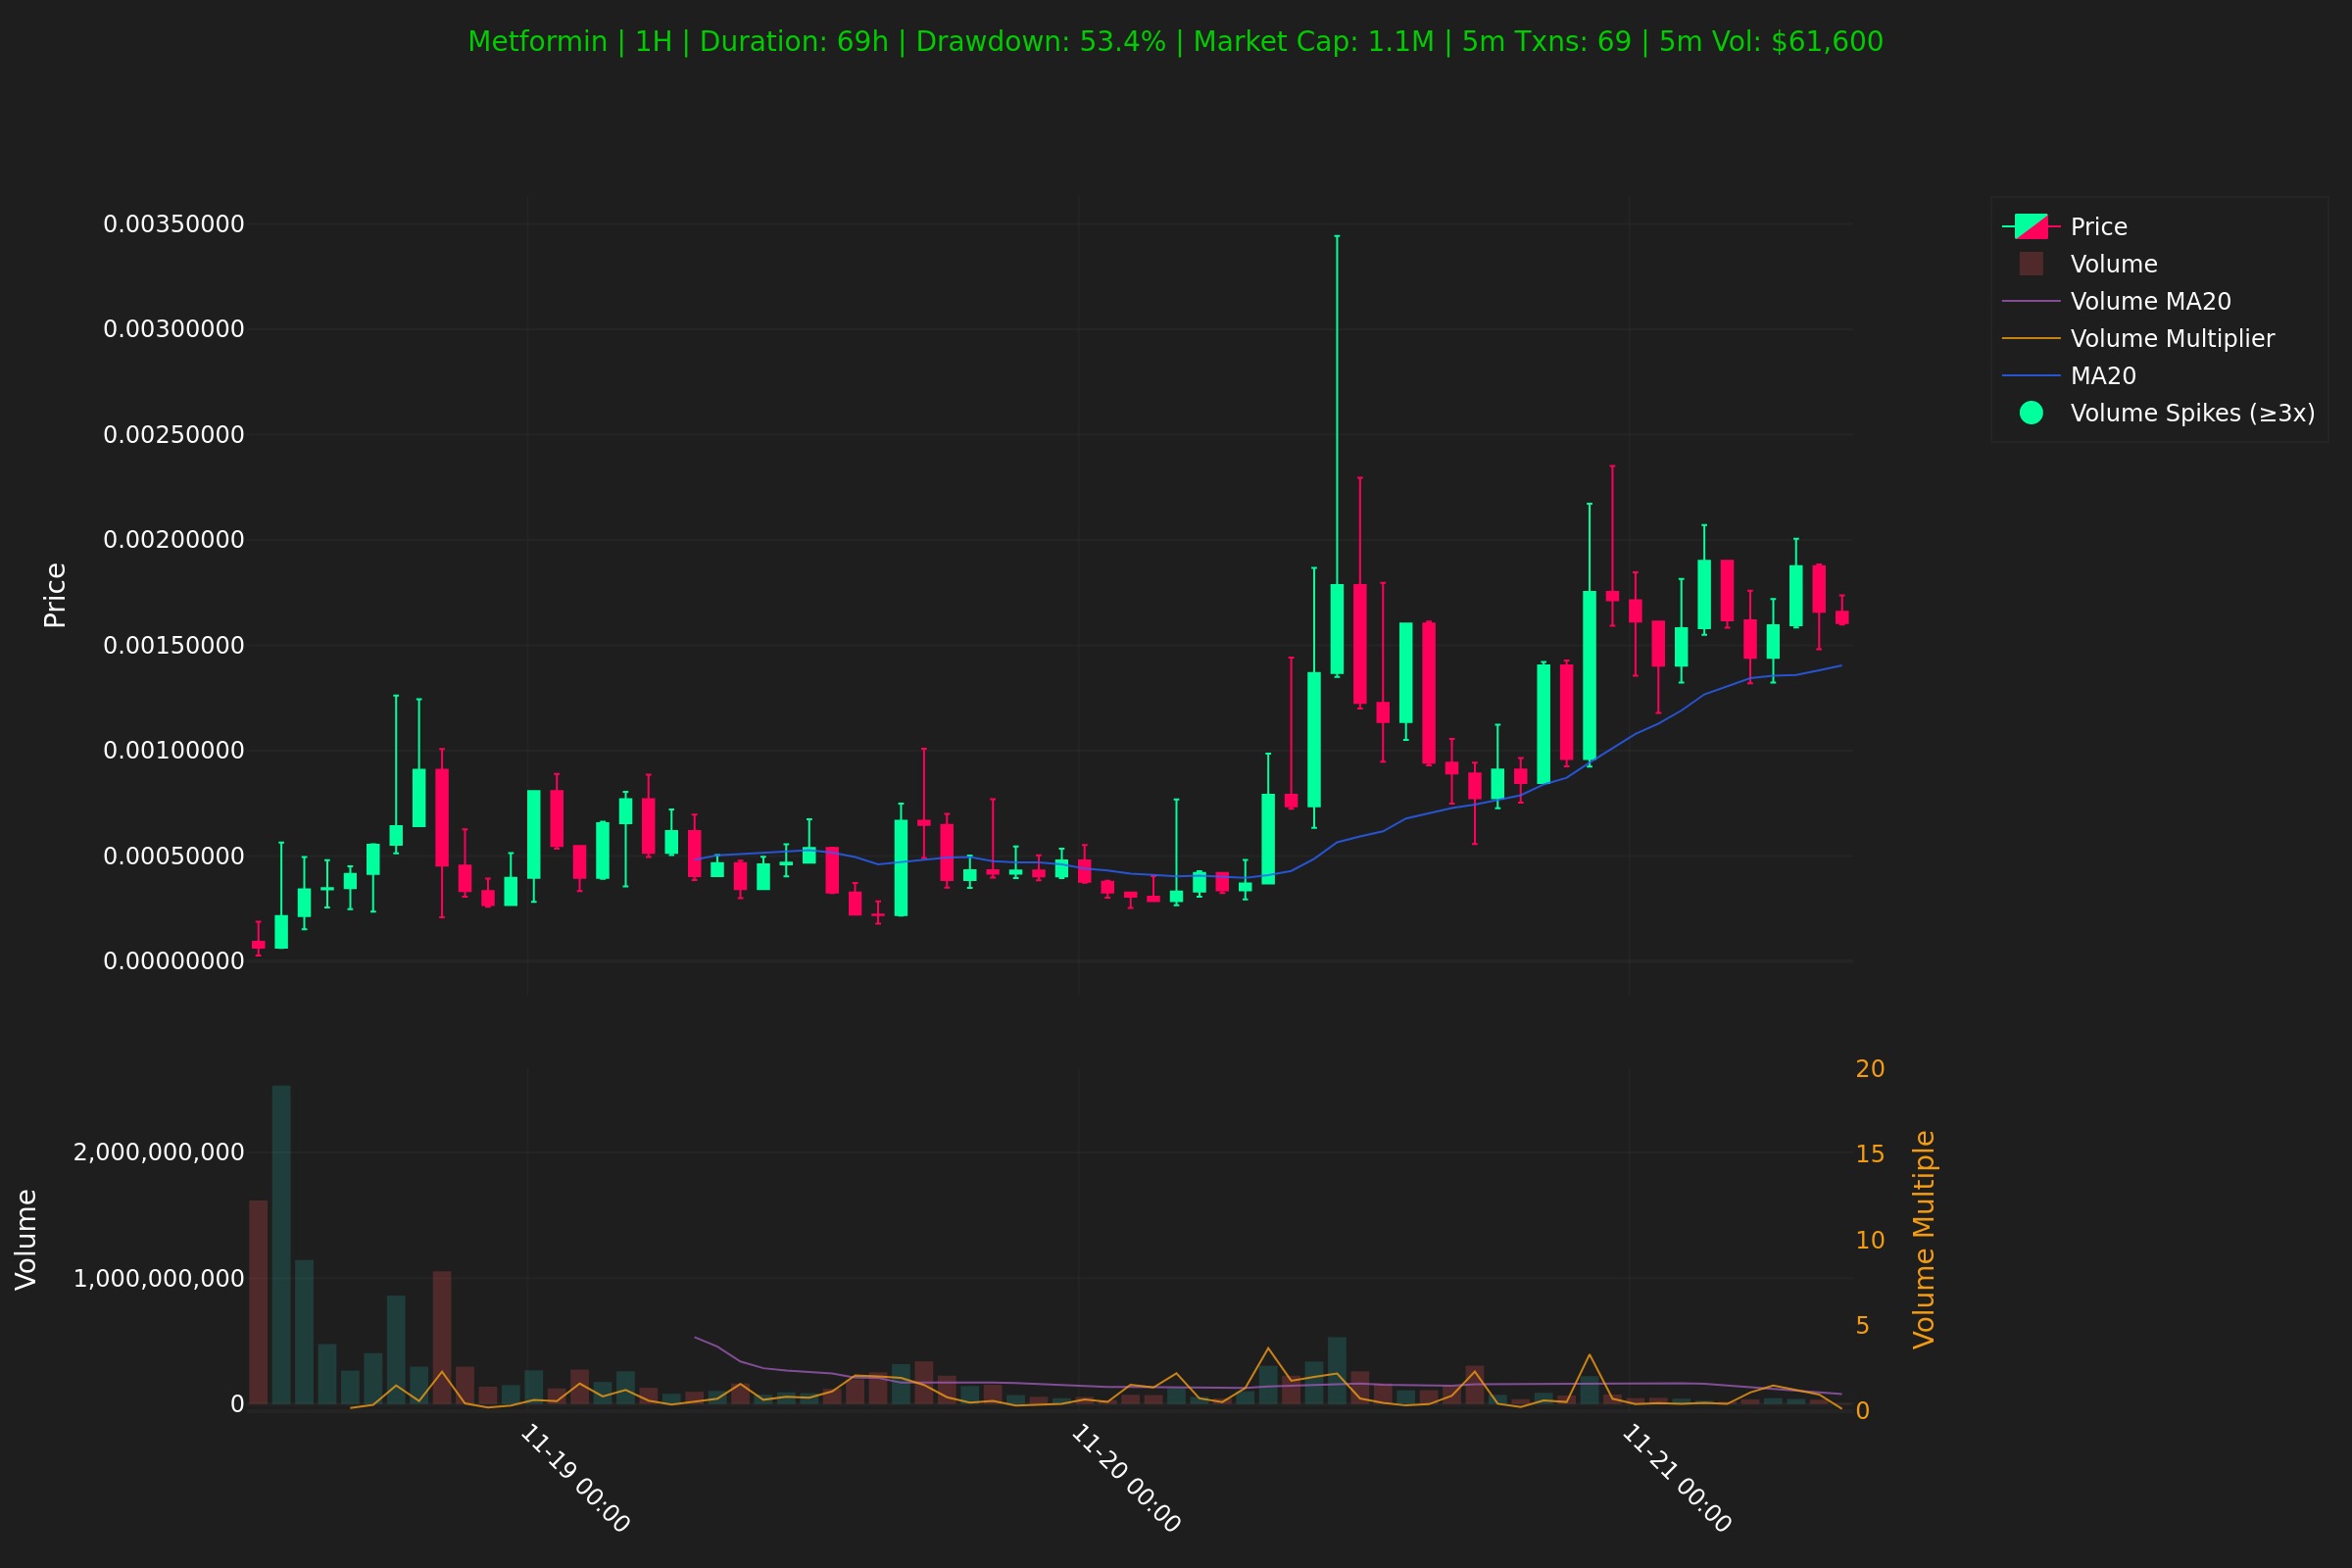 Metformin | 1H | Duration: 69h | Drawdown: 53.4% | Market Cap: 1.1M | 5m Txns: 69 | 5m Vol: $61,600
Price
0.00350000
0.00300000
0.00250000
0.00200000
0.00150000
0.00100000
0.00050000
0.00000000
Price
Volume
Volume MA20
Volume Multiplier
MA20
Volume Spikes (≥3x)
Volume
2,000,000,000
1,000,000,000
0
20
15
10
5
0
Volume Multiple
11-19 00:00
11-20 00:00
11-21 00:00